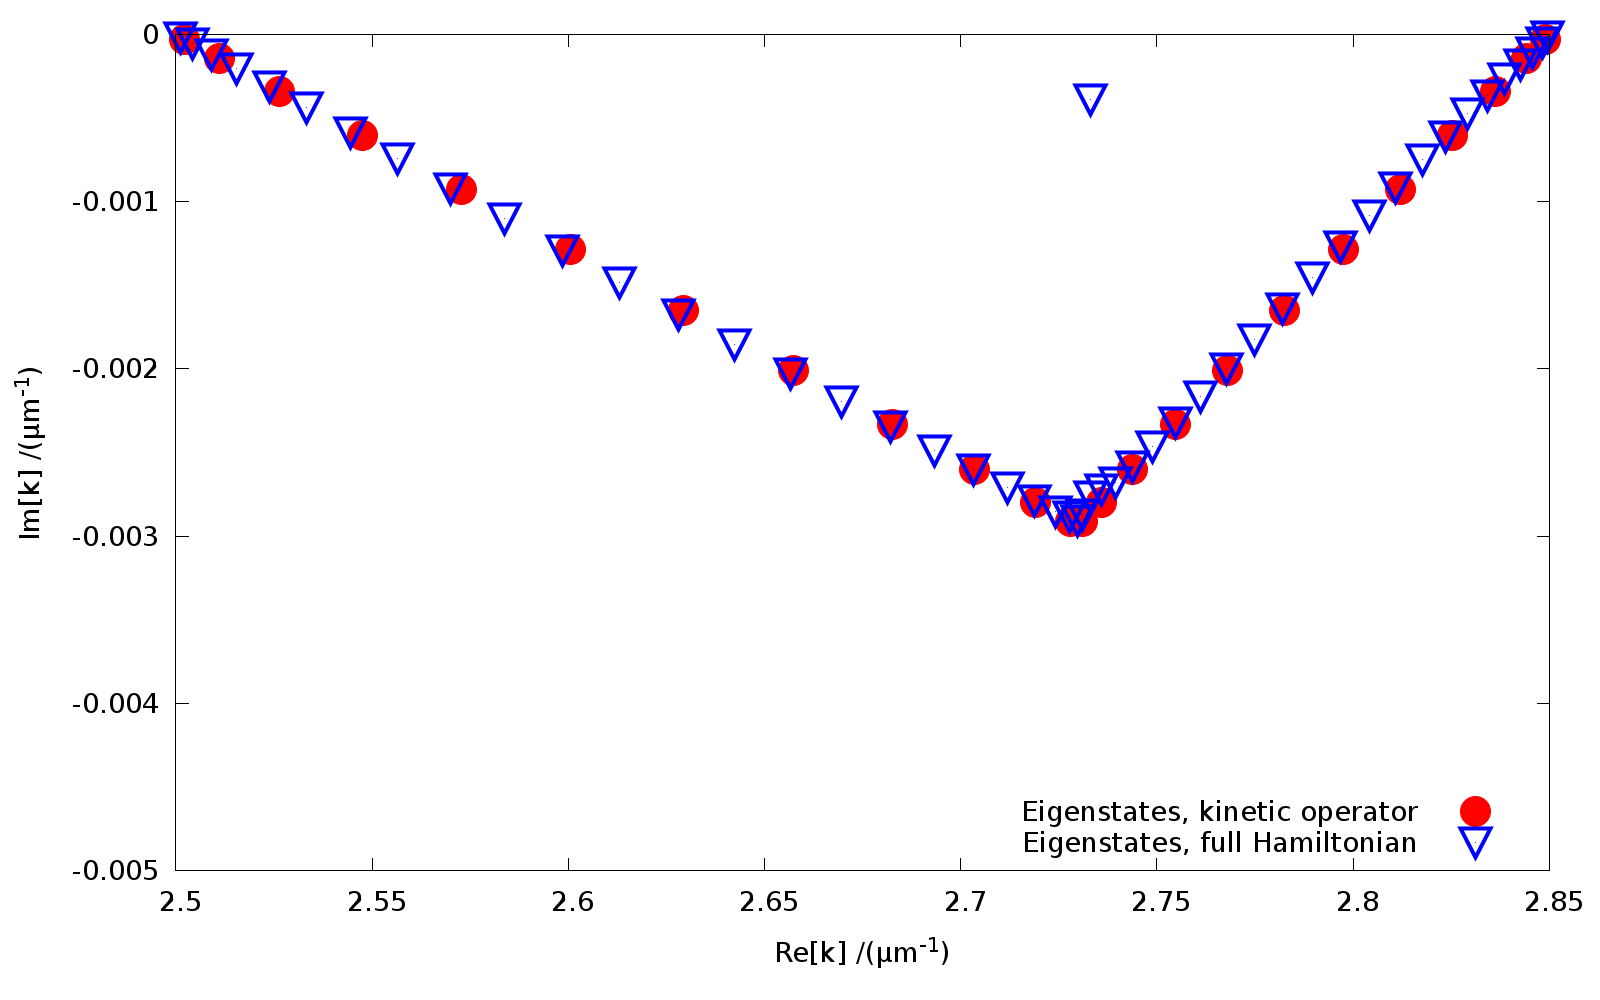 0
-0.001
-0.002
-0.003
-0.004
-0.005
2.5 2.55 2.6 2.65 2.7 2.75 2.8 2.85
Im[k] /(μm⁻¹)
Re[k] /(μm⁻¹)
Eigenstates, kinetic operator
Eigenstates, full Hamiltonian